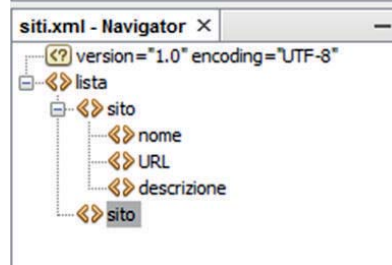 siti.xml - Navigator
version="1.0" encoding="UTF-8"
lista
sito
nome
URL
descrizione
sito